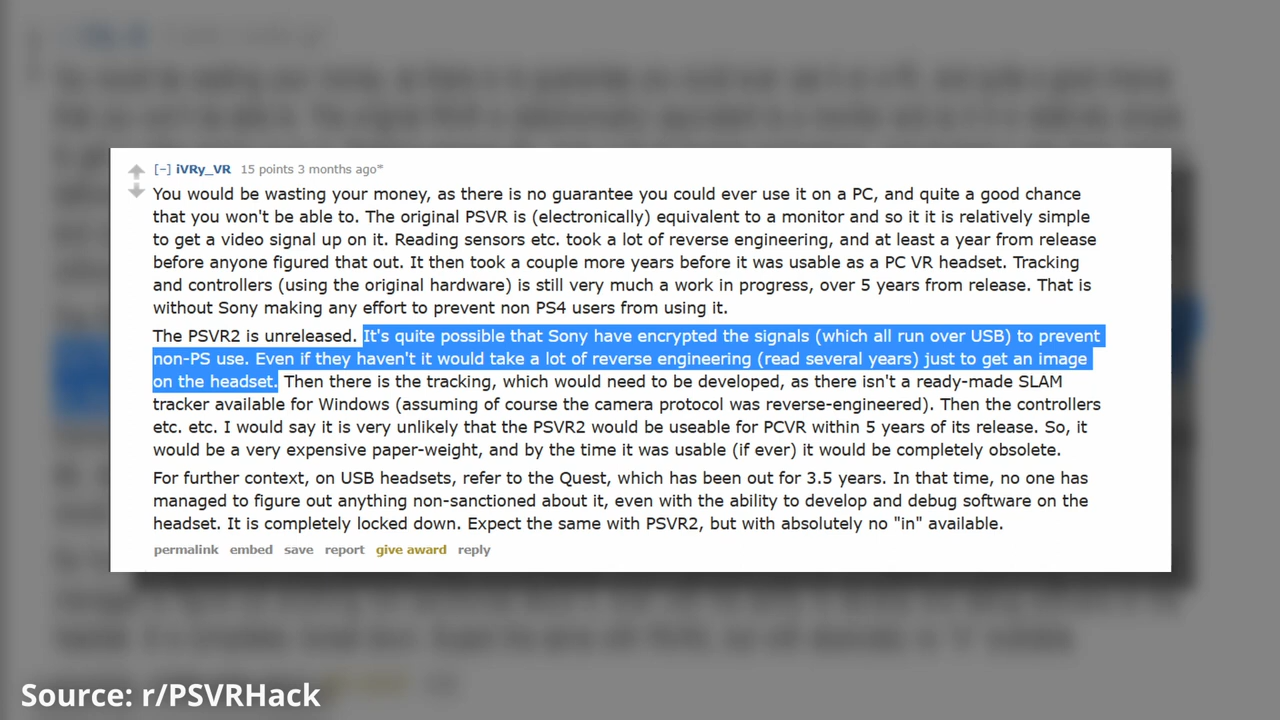 [–] iVRy_VR 15 points 3 months ago*
You would be wasting your money, as there is no guarantee you could ever use it on a PC, and quite a good chance
that you won't be able to. The original PSVR is (electronically) equivalent to a monitor and so it it is relatively simple
to get a video signal up on it. Reading sensors etc. took a lot of reverse engineering, and at least a year from release
before anyone figured that out. It then took a couple more years before it was usable as a PC VR headset. Tracking
and controllers (using the original hardware) is still very much a work in progress, over 5 years from release. That is
without Sony making any effort to prevent non PS4 users from using it.
The PSVR2 is unreleased. It's quite possible that Sony have encrypted the signals (which all run over USB) to prevent
non-PS use. Even if they haven't it would take a lot of reverse engineering (read several years) just to get an image
on the headset. Then there is the tracking, which would need to be developed, as there isn't a ready-made SLAM
tracker available for Windows (assuming of course the camera protocol was reverse-engineered). Then the controllers
etc. etc. I would say it is very unlikely that the PSVR2 would be useable for PCVR within 5 years of its release. So, it
would be a very expensive paper-weight, and by the time it was usable (if ever) it would be completely obsolete.
For further context, on USB headsets, refer to the Quest, which has been out for 3.5 years. In that time, no one has
managed to figure out anything non-sanctioned about it, even with the ability to develop and debug software on the
headset. It is completely locked down. Expect the same with PSVR2, but with absolutely no "in" available.
permalink embed save report give award reply
Source: r/PSVRHack